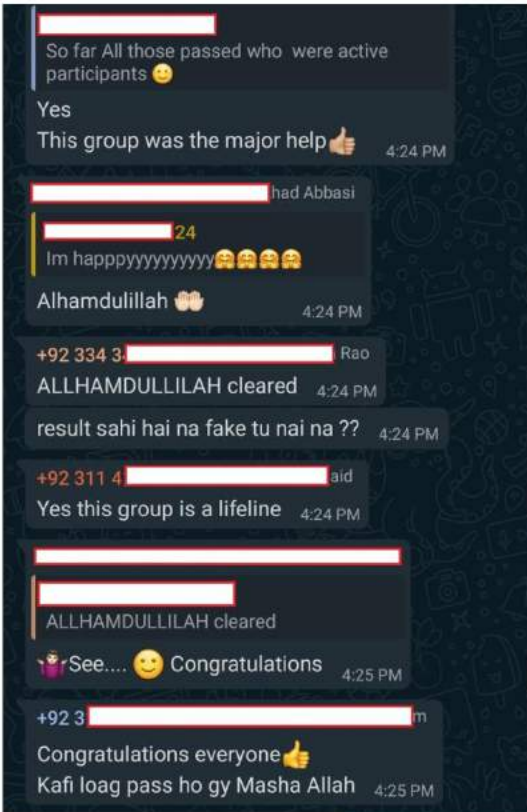 So far All those passed who were active
participants 🙂
Yes
This group was the major help👍🏼
4:24 PM
had Abbasi
24
Im happpyyyyyyyyyy🤗🤗🤗🤗
Alhamdulillah 🤲🏻
4:24 PM
+92 334 3
Rao
ALLHAMDULLILAH cleared 4:24 PM
result sahi hai na fake tu nai na ?? 4:24 PM
+92 311 4
aid
Yes this group is a lifeline 4:24 PM
ALLHAMDULLILAH cleared
🤷🏻‍♀️See.... 🙂 Congratulations
4:25 PM
+92 3
m
Congratulations everyone👍
Kafi loag pass ho gy Masha Allah 4:25 PM